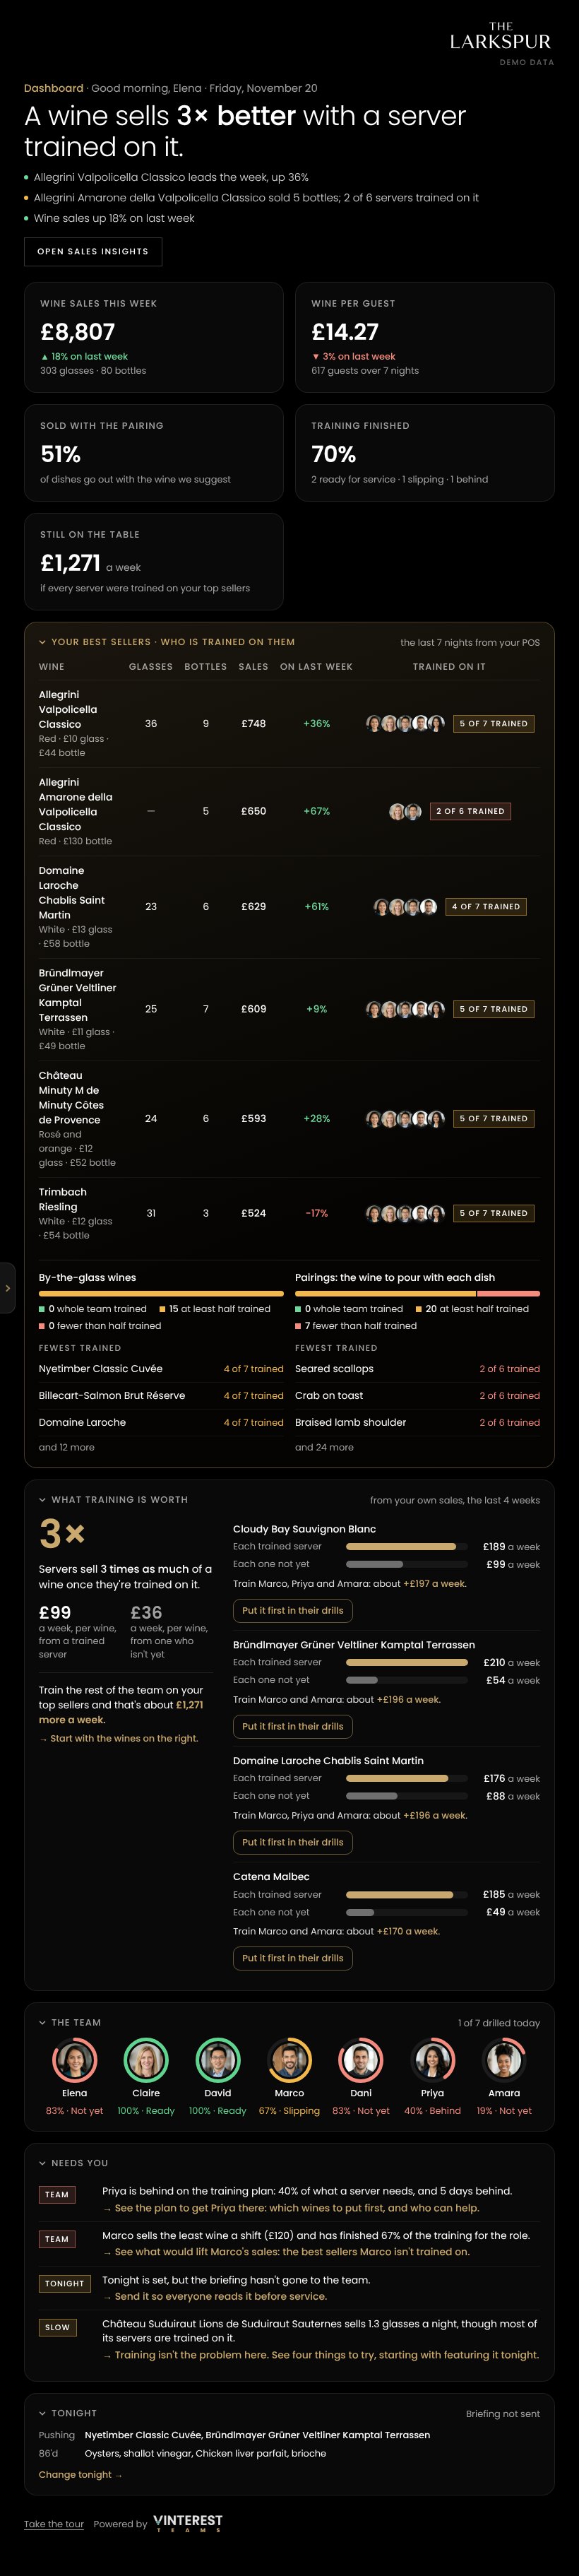 THE
LARKSPUR
DEMO DATA
Dashboard · Good morning, Elena · Friday, November 20
A wine sells 3× better with a server
trained on it.
Allegrini Valpolicella Classico leads the week, up 36%
Allegrini Amarone della Valpolicella Classico sold 5 bottles; 2 of 6 servers trained on it
Wine sales up 18% on last week
OPEN SALES INSIGHTS
WINE SALES THIS WEEK
£8,807
▲ 18% on last week
303 glasses · 80 bottles
WINE PER GUEST
£14.27
▼ 3% on last week
617 guests over 7 nights
SOLD WITH THE PAIRING
51%
of dishes go out with the wine we suggest
TRAINING FINISHED
70%
2 ready for service · 1 slipping · 1 behind
STILL ON THE TABLE
£1,271 a week
if every server were trained on your top sellers
YOUR BEST SELLERS · WHO IS TRAINED ON THEM
the last 7 nights from your POS
WINE GLASSES BOTTLES SALES ON LAST WEEK TRAINED ON IT
Allegrini
Valpolicella
Classico
Red · £10 glass ·
£44 bottle
36 9 £748 +36% 5 OF 7 TRAINED
Allegrini
Amarone della
Valpolicella
Classico
Red · £130 bottle
— 5 £650 +67% 2 OF 6 TRAINED
Domaine
Laroche
Chablis Saint
Martin
White · £13 glass
· £58 bottle
23 6 £629 +61% 4 OF 7 TRAINED
Bründlmayer
Grüner Veltliner
Kamptal
Terrassen
White · £11 glass ·
£49 bottle
25 7 £609 +9% 5 OF 7 TRAINED
Château
Minuty M de
Minuty Côtes
de Provence
Rosé and
orange · £12
glass · £52 bottle
24 6 £593 +28% 5 OF 7 TRAINED
Trimbach
Riesling
White · £12 glass
· £54 bottle
31 3 £524 -17% 5 OF 7 TRAINED
By-the-glass wines
0 whole team trained 15 at least half trained
0 fewer than half trained
FEWEST TRAINED
Nyetimber Classic Cuvée 4 of 7 trained
Billecart-Salmon Brut Réserve 4 of 7 trained
Domaine Laroche 4 of 7 trained
and 12 more
Pairings: the wine to pour with each dish
0 whole team trained 20 at least half trained
7 fewer than half trained
FEWEST TRAINED
Seared scallops 2 of 6 trained
Crab on toast 2 of 6 trained
Braised lamb shoulder 2 of 6 trained
and 24 more
WHAT TRAINING IS WORTH
from your own sales, the last 4 weeks
3×
Servers sell 3 times as much of a
wine once they're trained on it.
£99
a week, per wine,
from a trained
server
£36
a week, per wine,
from one who
isn't yet
Train the rest of the team on your
top sellers and that's about £1,271
more a week.
→ Start with the wines on the right.
Cloudy Bay Sauvignon Blanc
Each trained server £189 a week
Each one not yet £99 a week
Train Marco, Priya and Amara: about +£197 a week.
Put it first in their drills
Bründlmayer Grüner Veltliner Kamptal Terrassen
Each trained server £210 a week
Each one not yet £54 a week
Train Marco and Amara: about +£196 a week.
Put it first in their drills
Domaine Laroche Chablis Saint Martin
Each trained server £176 a week
Each one not yet £88 a week
Train Marco, Priya and Amara: about +£196 a week.
Put it first in their drills
Catena Malbec
Each trained server £185 a week
Each one not yet £49 a week
Train Marco and Amara: about +£170 a week.
Put it first in their drills
THE TEAM
1 of 7 drilled today
Elena Claire David Marco Dani Priya Amara
83% · Not yet 100% · Ready 100% · Ready 67% · Slipping 83% · Not yet 40% · Behind 19% · Not yet
NEEDS YOU
TEAM
Priya is behind on the training plan: 40% of what a server needs, and 5 days behind.
→ See the plan to get Priya there: which wines to put first, and who can help.
TEAM
Marco sells the least wine a shift (£120) and has finished 67% of the training for the role.
→ See what would lift Marco's sales: the best sellers Marco isn't trained on.
TONIGHT
Tonight is set, but the briefing hasn't gone to the team.
→ Send it so everyone reads it before service.
SLOW
Château Suduiraut Lions de Suduiraut Sauternes sells 1.3 glasses a night, though most of
its servers are trained on it.
→ Training isn't the problem here. See four things to try, starting with featuring it tonight.
TONIGHT
Briefing not sent
Pushing Nyetimber Classic Cuvée, Bründlmayer Grüner Veltliner Kamptal Terrassen
86'd Oysters, shallot vinegar, Chicken liver parfait, brioche
Change tonight →
Take the tour Powered by VINTEREST
TEAMS